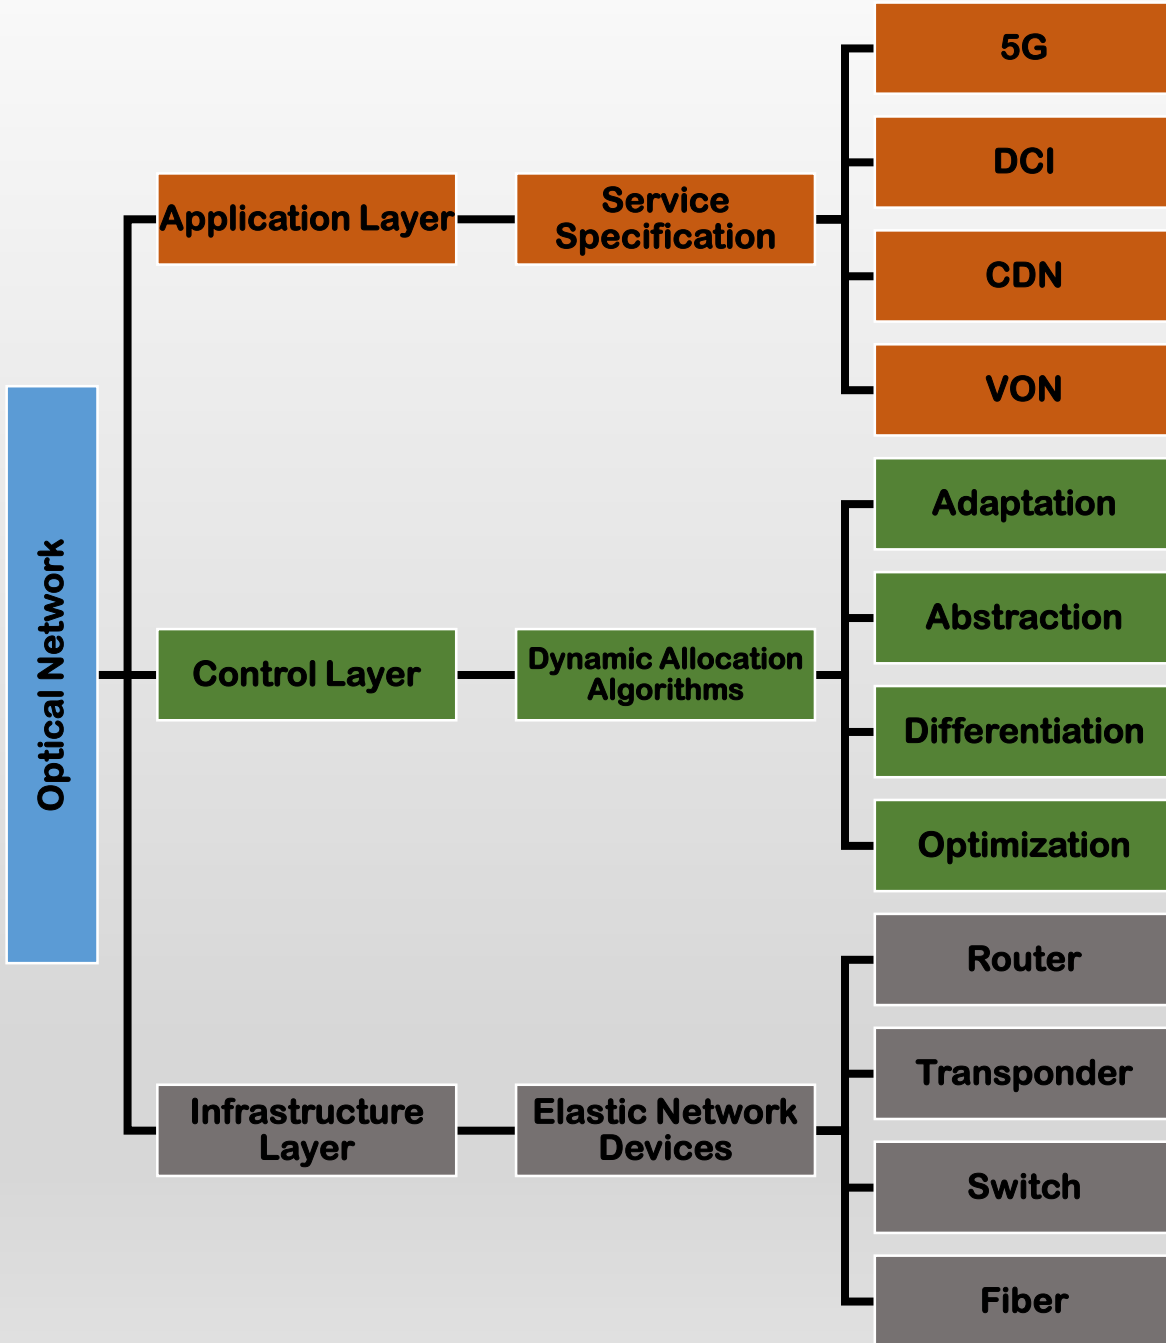 Optical Network
Application Layer
Service
Specification
5G
DCI
CDN
VON
Control Layer
Dynamic Allocation
Algorithms
Adaptation
Abstraction
Differentiation
Optimization
Infrastructure
Layer
Elastic Network
Devices
Router
Transponder
Switch
Fiber